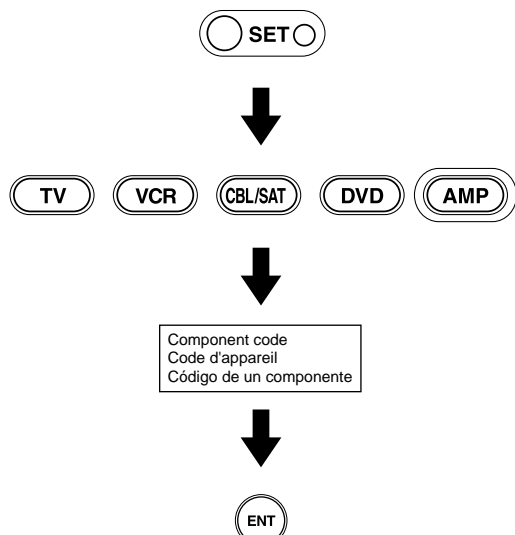 SET
TV VCR CBL/SAT DVD AMP
Component code
Code d'appareil
Código de un componente
ENT